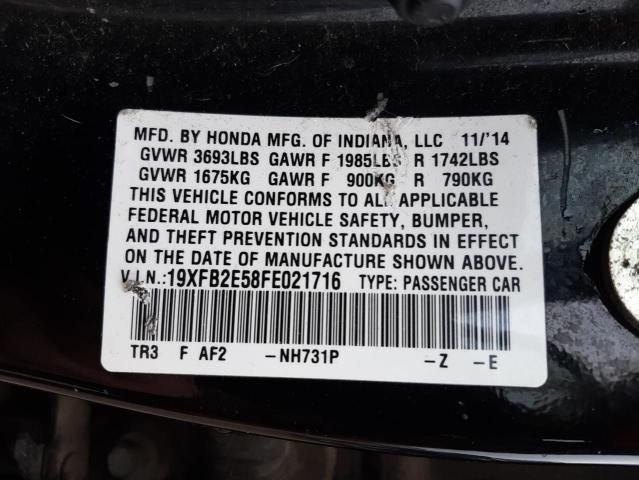 MFD. BY HONDA MFG. OF INDIANA, LLC 11/'14
GVWR 3693LBS GAWR F 1985LBS R 1742LBS
GVWR 1675KG GAWR F 900KG R 790KG
THIS VEHICLE CONFORMS TO ALL APPLICABLE
FEDERAL MOTOR VEHICLE SAFETY, BUMPER,
AND THEFT PREVENTION STANDARDS IN EFFECT
ON THE DATE OF MANUFACTURE SHOWN ABOVE.
V.I.N.:19XFB2E58FE021716 TYPE: PASSENGER CAR
TR3 F AF2 -NH731P -Z -E